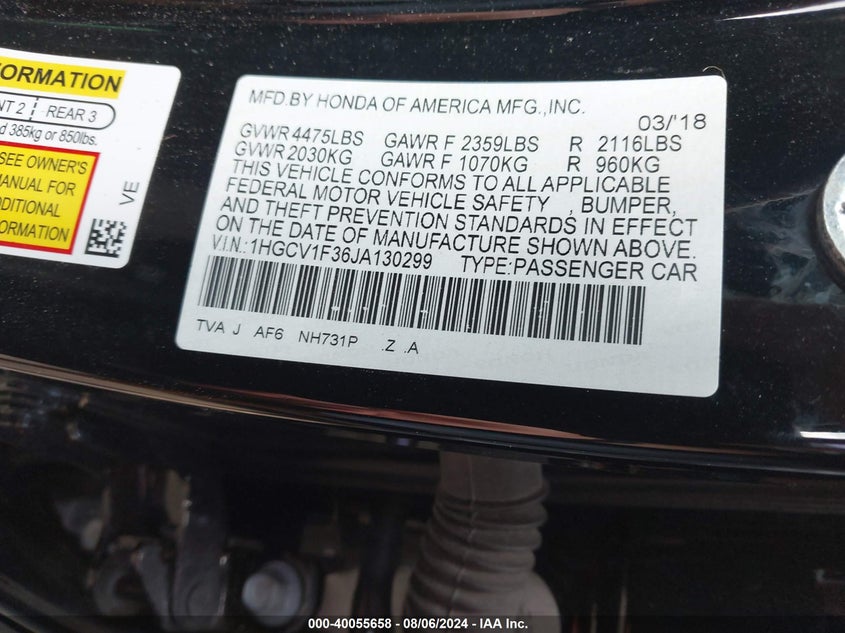 ORMATION
NT 2 REAR 3
d 385kg or 850lbs.
SEE OWNER'S
MANUAL FOR
DDITIONAL
FORMATION
VE
MFD.BY HONDA OF AMERICA MFG.,INC.
03/'18
GVWR 4475LBS GAWR F 2359LBS R 2116LBS
GVWR 2030KG GAWR F 1070KG R 960KG
THIS VEHICLE CONFORMS TO ALL APPLICABLE
FEDERAL MOTOR VEHICLE SAFETY , BUMPER,
AND THEFT PREVENTION STANDARDS IN EFFECT
ON THE DATE OF MANUFACTURE SHOWN ABOVE.
V.I.N.:1HGCV1F36JA130299 TYPE:PASSENGER CAR
TVA J AF6 NH731P .Z .A
000-40055658 - 08/06/2024 - IAA Inc.